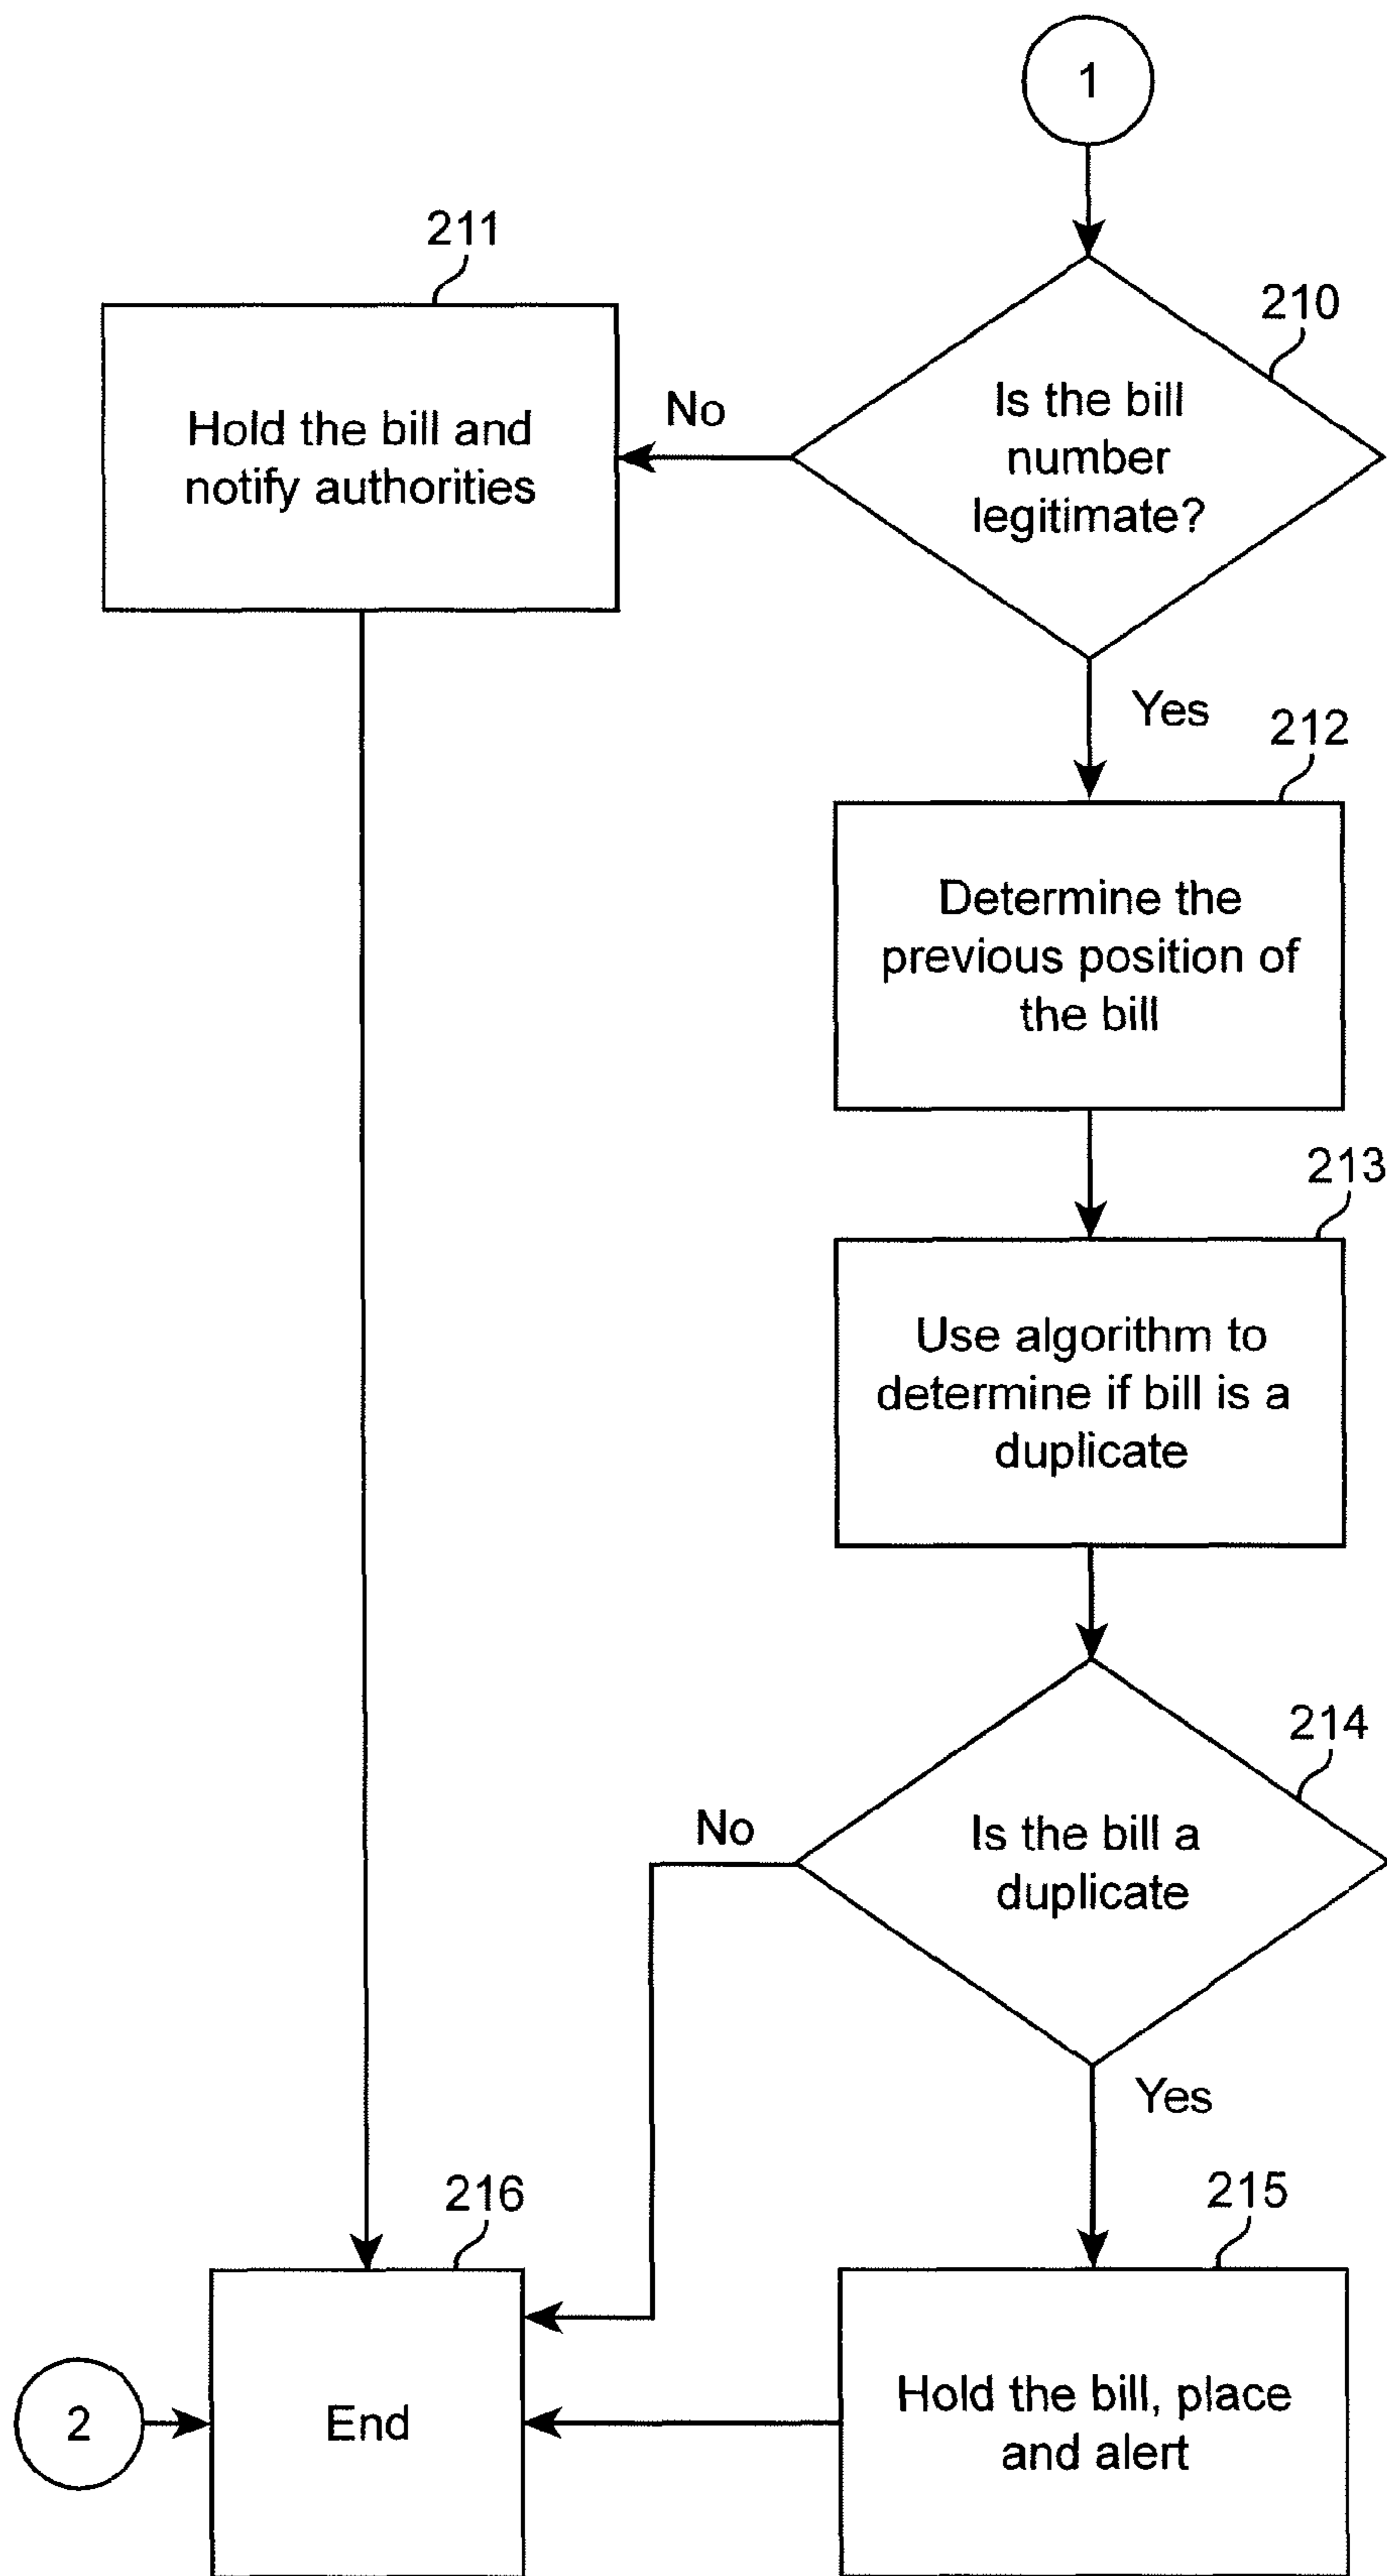 1
211
210
Hold the bill and
notify authorities
No
Is the bill
number
legitimate?
Yes
212
Determine the
previous position of
the bill
213
Use algorithm to
determine if bill is a
duplicate
214
No
Is the bill a
duplicate
Yes
216
215
2
End
Hold the bill, place
and alert